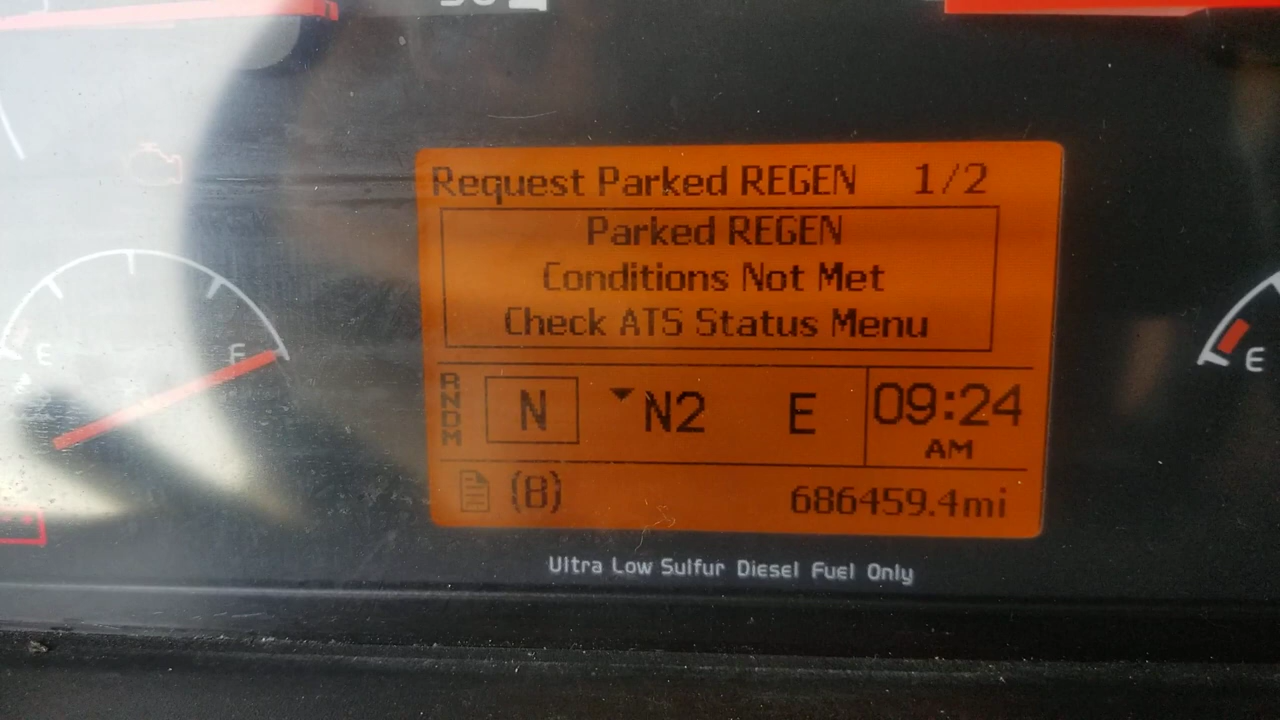 Request Parked REGEN 1/2
Parked REGEN
Conditions Not Met
Check ATS Status Menu
RNDM N N2 E 09:24
AM
(8) 686459.4mi
Ultra Low Sulfur Diesel Fuel Only
E F
E